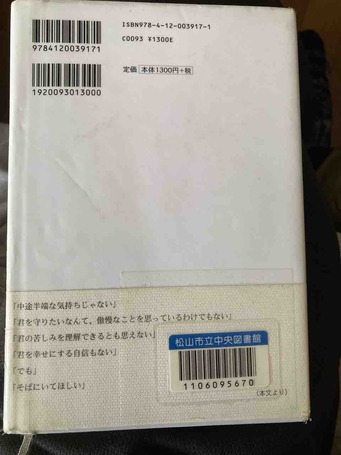 ISBN978-4-12-003917-1
C0093 ¥1300E
9784120039171
定価 本体1300円+税
1920093013000
「中途半端な気持ちじゃない」
「君を守りたいなんて、傲慢なことを思っているわけでもない」
「君の苦しみを理解できるとも思えない」
「君を幸せにする自信もない」
「でも」
「そばにいてほしい」
松山市立中央図書館
1106095670
(本文より)